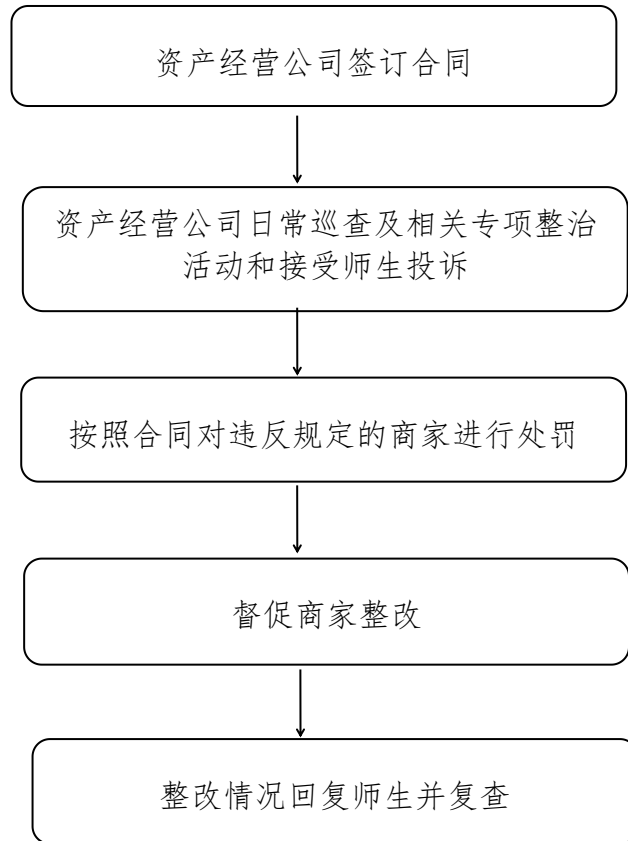 资产经营公司签订合同
资产经营公司日常巡查及相关专项整治
活动和接受师生投诉
按照合同对违反规定的商家进行处罚
督促商家整改
整改情况回复师生并复查